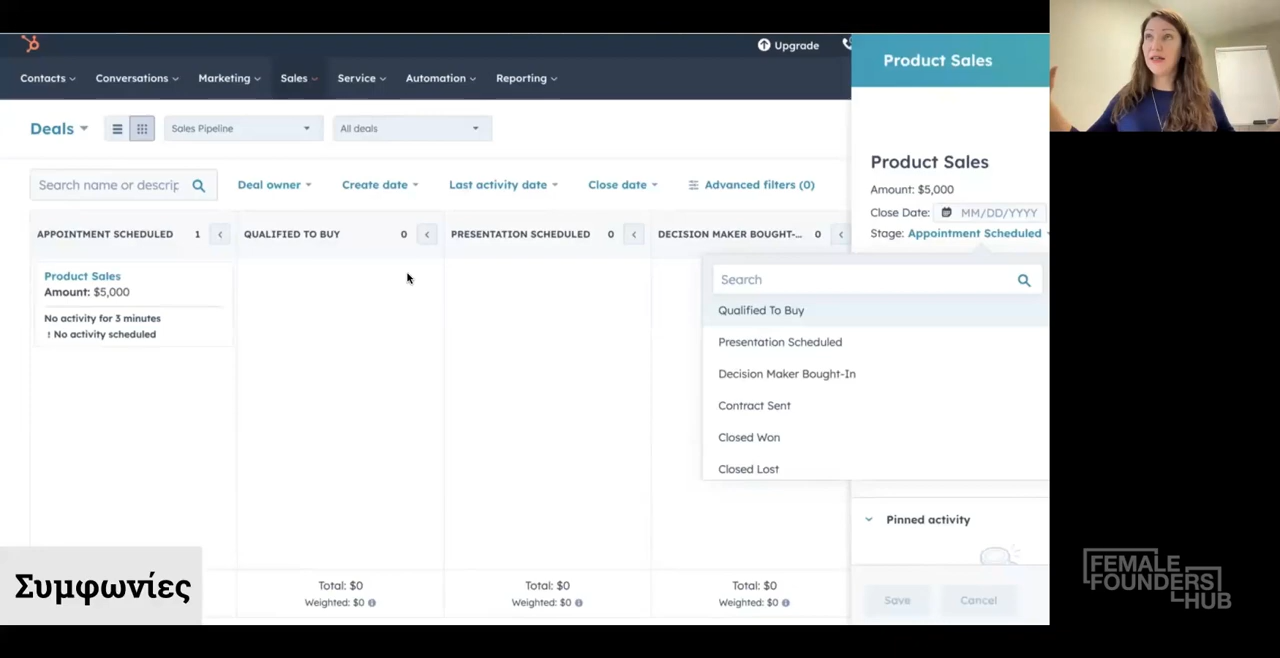 Upgrade
Contacts
Conversations
Marketing
Sales
Service
Automation
Reporting
Deals
Sales Pipeline
All deals
Search name or descrip
Deal owner
Create date
Last activity date
Close date
Advanced filters (0)
APPOINTMENT SCHEDULED 1
QUALIFIED TO BUY 0
PRESENTATION SCHEDULED 0
DECISION MAKER BOUGHT-... 0
Product Sales
Amount: $5,000
No activity for 3 minutes
! No activity scheduled
Total: $0
Weighted: $0
Total: $0
Weighted: $0
Total: $0
Weighted: $0
Product Sales
Product Sales
Amount: $5,000
Close Date: MM/DD/YYYY
Stage: Appointment Scheduled
Search
Qualified To Buy
Presentation Scheduled
Decision Maker Bought-In
Contract Sent
Closed Won
Closed Lost
Pinned activity
Save
Cancel
Συμφωνίες
FEMALE
FOUNDERS
HUB